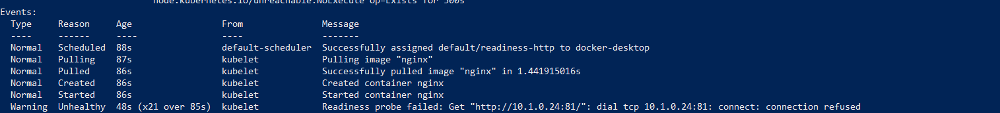 node.kubernetes.io/unreachable:NoExecute op=Exists for 300s
Events:
Type Reason Age From Message
---- ------ ---- ---- -------
Normal Scheduled 88s default-scheduler Successfully assigned default/readiness-http to docker-desktop
Normal Pulling 87s kubelet Pulling image "nginx"
Normal Pulled 86s kubelet Successfully pulled image "nginx" in 1.441915016s
Normal Created 86s kubelet Created container nginx
Normal Started 86s kubelet Started container nginx
Warning Unhealthy 48s (x21 over 85s) kubelet Readiness probe failed: Get "http://10.1.0.24:81/": dial tcp 10.1.0.24:81: connect: connection refused